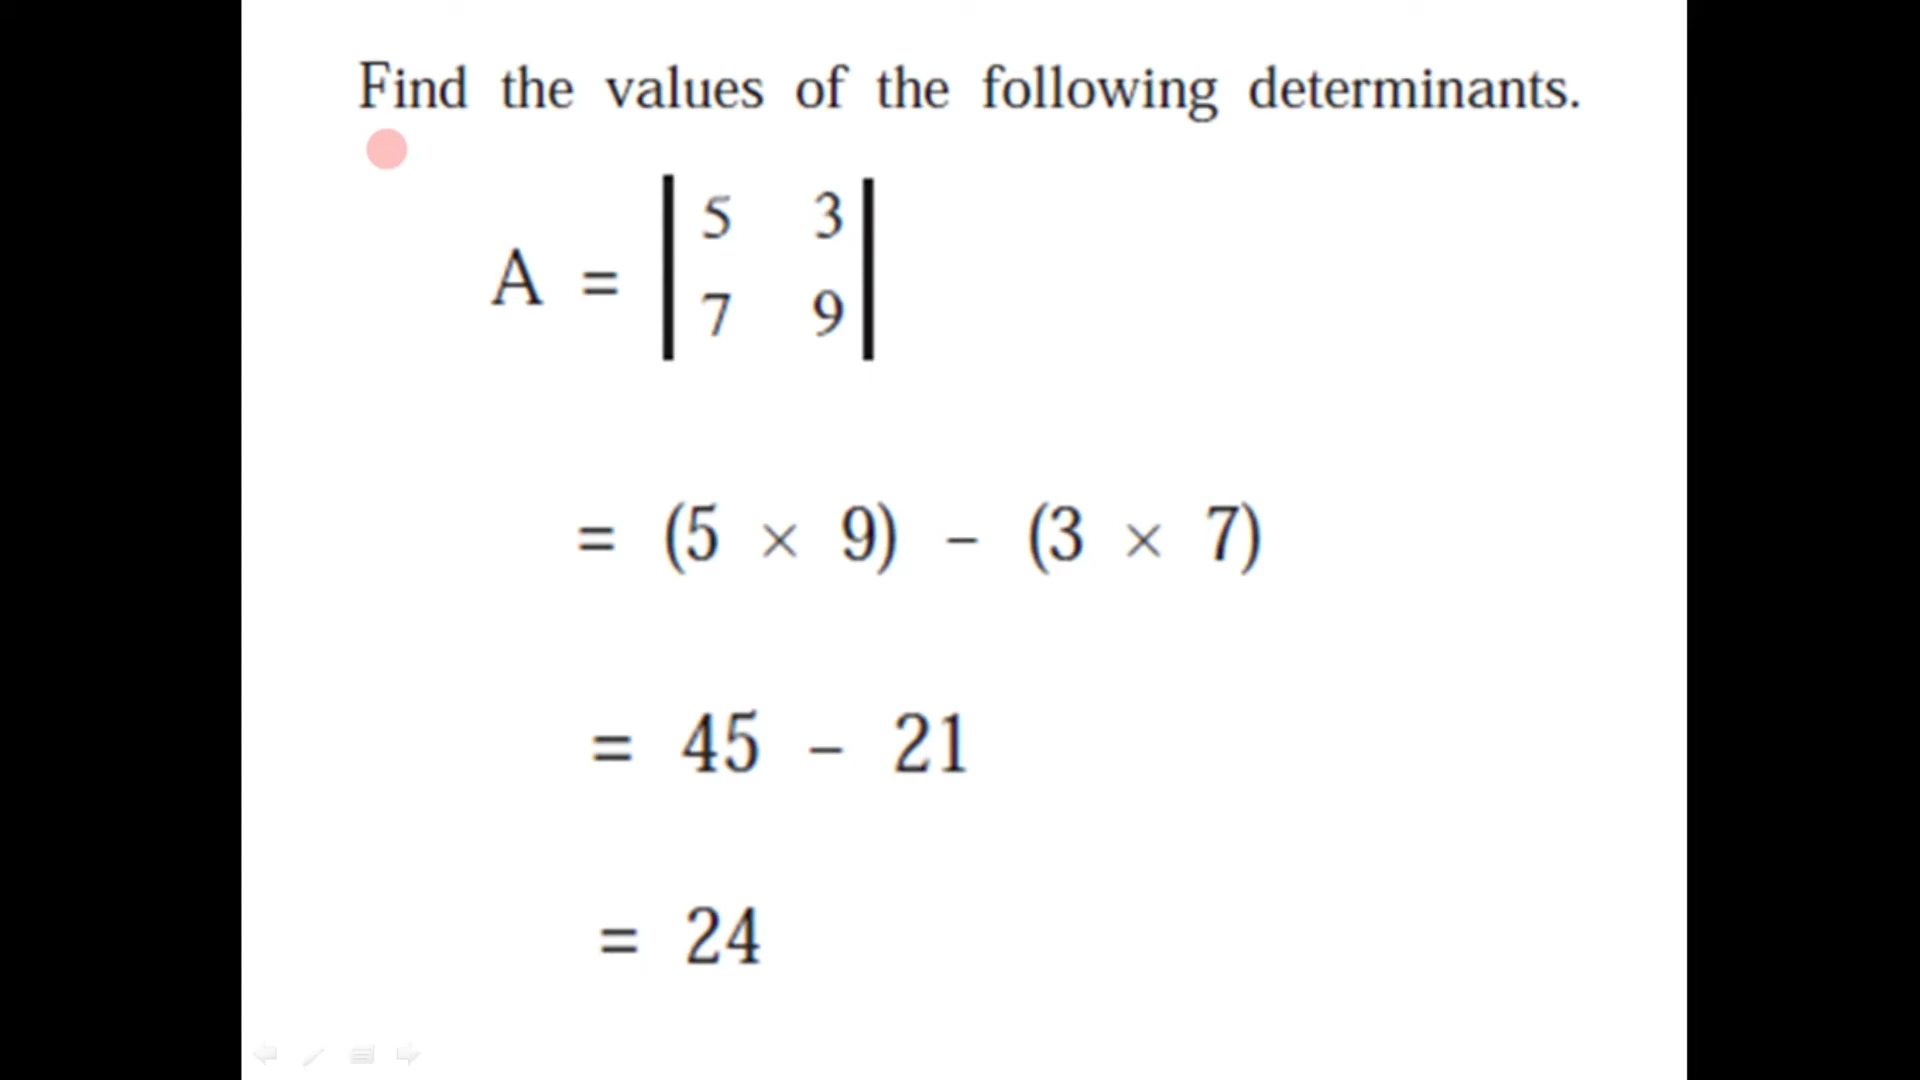 Find the values of the following determinants.
A = | 5 3 |
| 7 9 |
= (5 × 9) – (3 × 7)
= 45 – 21
= 24